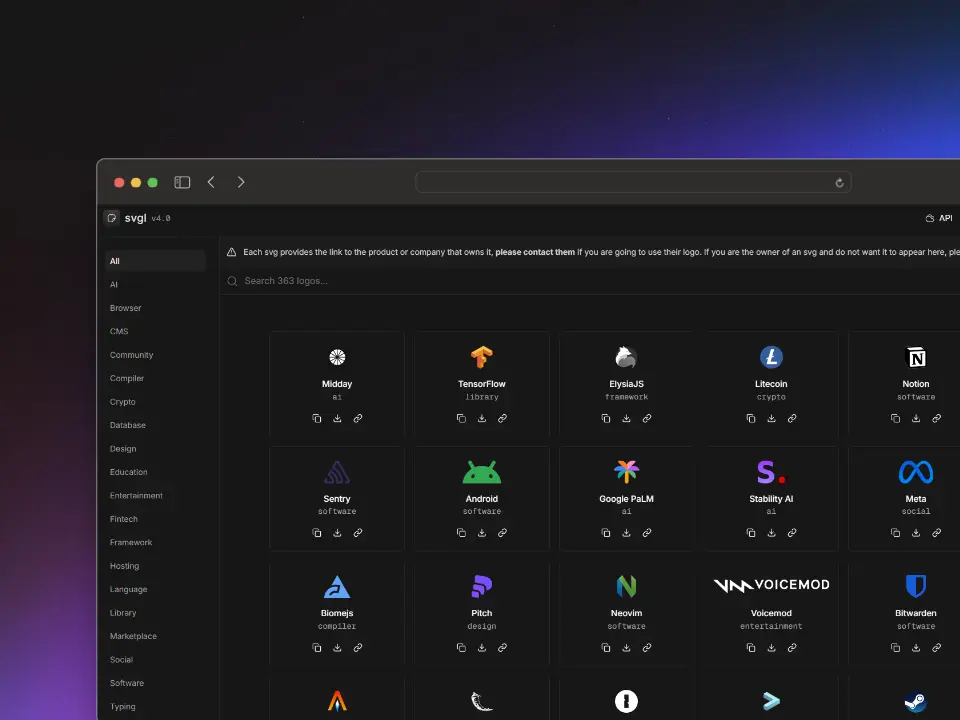 svgl v4.0
API
Each svg provides the link to the product or company that owns it, please contact them if you are going to use their logo. If you are the owner of an svg and do not want it to appear here, ple
Search 363 logos...
All
AI
Browser
CMS
Community
Compiler
Crypto
Database
Design
Education
Entertainment
Fintech
Framework
Hosting
Language
Library
Marketplace
Social
Software
Typing
Midday
ai
TensorFlow
library
ElysiaJS
framework
Litecoin
crypto
Notion
software
Sentry
software
Android
software
Google PaLM
ai
S.
Stability AI
ai
Meta
social
Biomejs
compiler
Pitch
design
Neovim
software
VOICEMOD
Voicemod
entertainment
Bitwarden
software